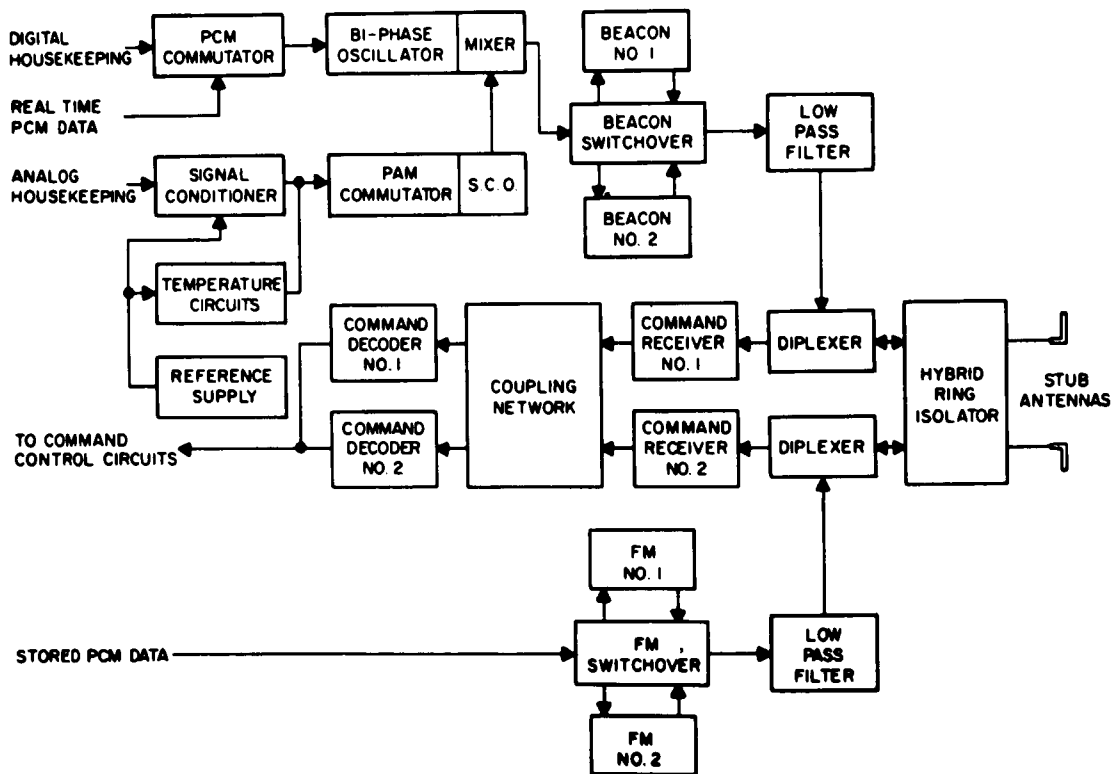 DIGITAL
HOUSEKEEPING
PCM
COMMUTATOR
BI-PHASE
OSCILLATOR
MIXER
BEACON
NO. 1
REAL TIME
PCM DATA
BEACON
SWITCHOVER
LOW
PASS
FILTER
ANALOG
HOUSEKEEPING
SIGNAL
CONDITIONER
PAM
COMMUTATOR
S.C.O.
BEACON
NO. 2
TEMPERATURE
CIRCUITS
REFERENCE
SUPPLY
COMMAND
DECODER
NO. 1
COUPLING
NETWORK
COMMAND
RECEIVER
NO. 1
DIPLEXER
HYBRID
RING
ISOLATOR
STUB
ANTENNAS
TO COMMAND
CONTROL CIRCUITS
COMMAND
DECODER
NO. 2
COMMAND
RECEIVER
NO. 2
DIPLEXER
FM
NO. 1
STORED PCM DATA
FM
SWITCHOVER
LOW
PASS
FILTER
FM
NO. 2